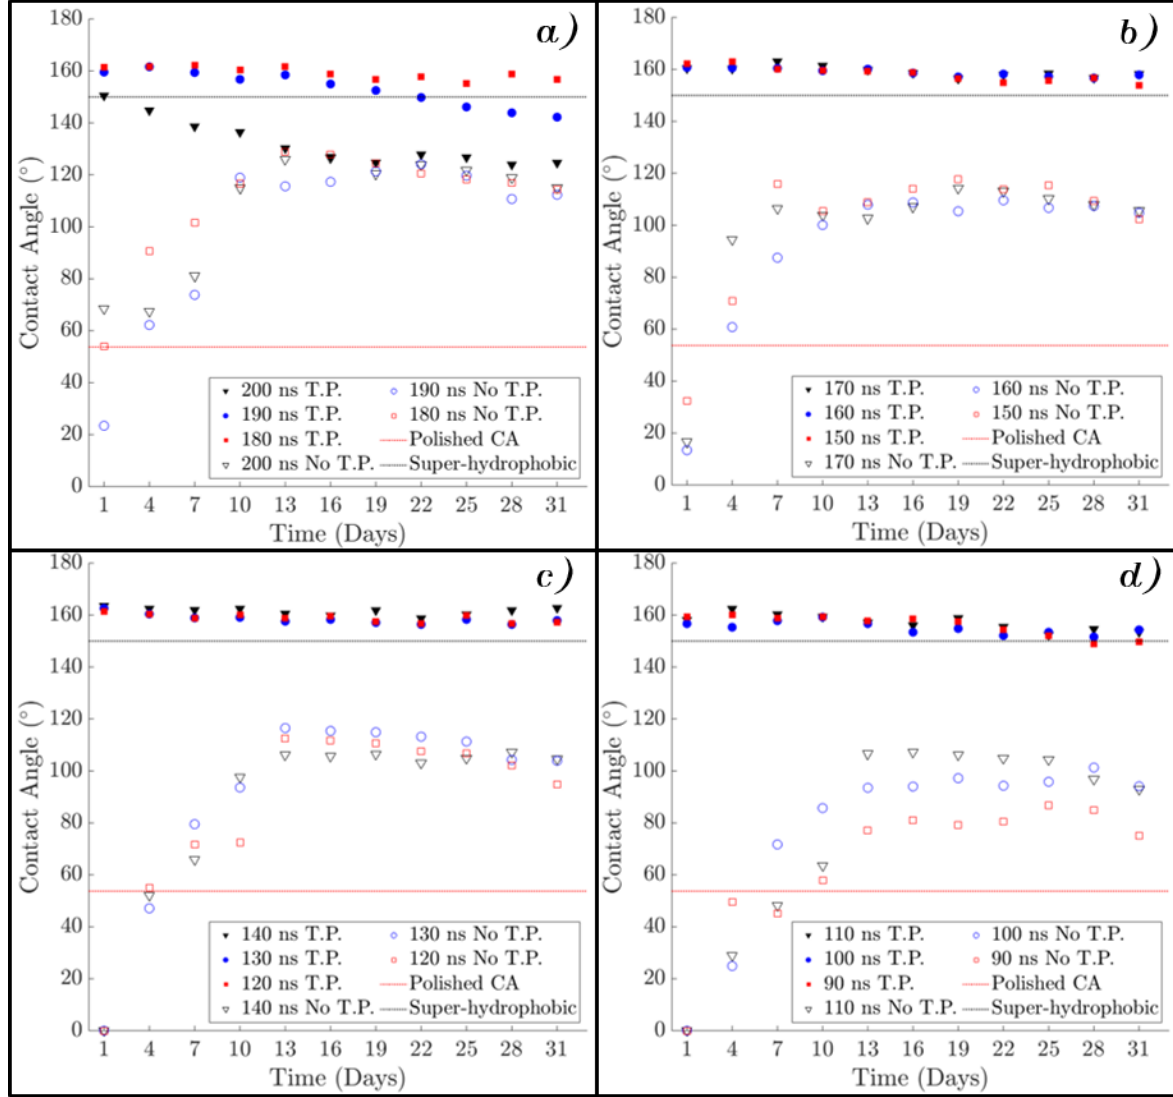 a)
180
160
140
120
100
80
60
40
20
0
Contact Angle (°)
200 ns T.P.
190 ns T.P.
180 ns T.P.
200 ns No T.P.
190 ns No T.P.
180 ns No T.P.
Polished CA
Super-hydrophobic
1 4 7 10 13 16 19 22 25 28 31
Time (Days)
b)
180
160
140
120
100
80
60
40
20
0
Contact Angle (°)
170 ns T.P.
160 ns T.P.
150 ns T.P.
170 ns No T.P.
160 ns No T.P.
150 ns No T.P.
Polished CA
Super-hydrophobic
1 4 7 10 13 16 19 22 25 28 31
Time (Days)
c)
180
160
140
120
100
80
60
40
20
0
Contact Angle (°)
140 ns T.P.
130 ns T.P.
120 ns T.P.
140 ns No T.P.
130 ns No T.P.
120 ns No T.P.
Polished CA
Super-hydrophobic
1 4 7 10 13 16 19 22 25 28 31
Time (Days)
d)
180
160
140
120
100
80
60
40
20
0
Contact Angle (°)
110 ns T.P.
100 ns T.P.
90 ns T.P.
110 ns No T.P.
100 ns No T.P.
90 ns No T.P.
Polished CA
Super-hydrophobic
1 4 7 10 13 16 19 22 25 28 31
Time (Days)